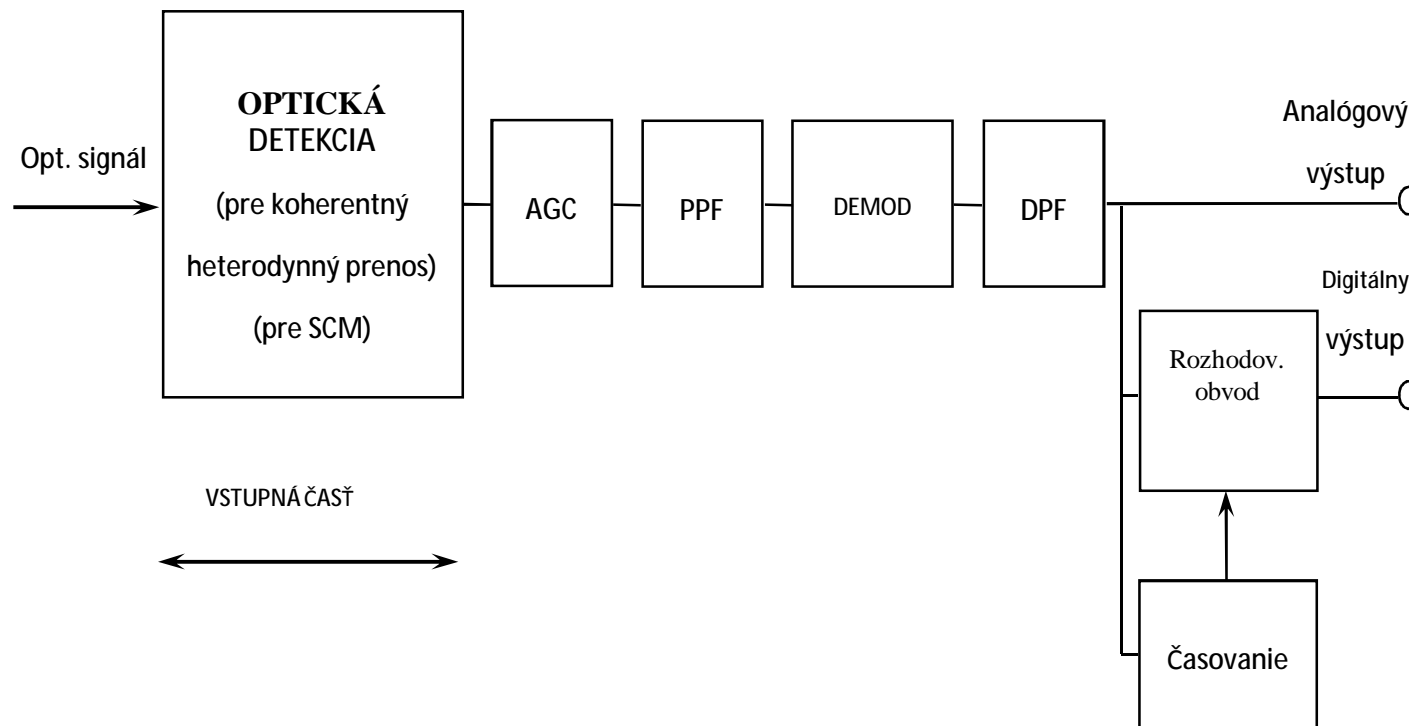 Opt. signál
OPTICKÁ
DETEKCIA
(pre koherentný
heterodynný prenos)
(pre SCM)
AGC
PPF
DEMOD
DPF
Analógový
výstup
Digitálny
výstup
Rozhodov.
obvod
VSTUPNÁ ČASŤ
Časovanie